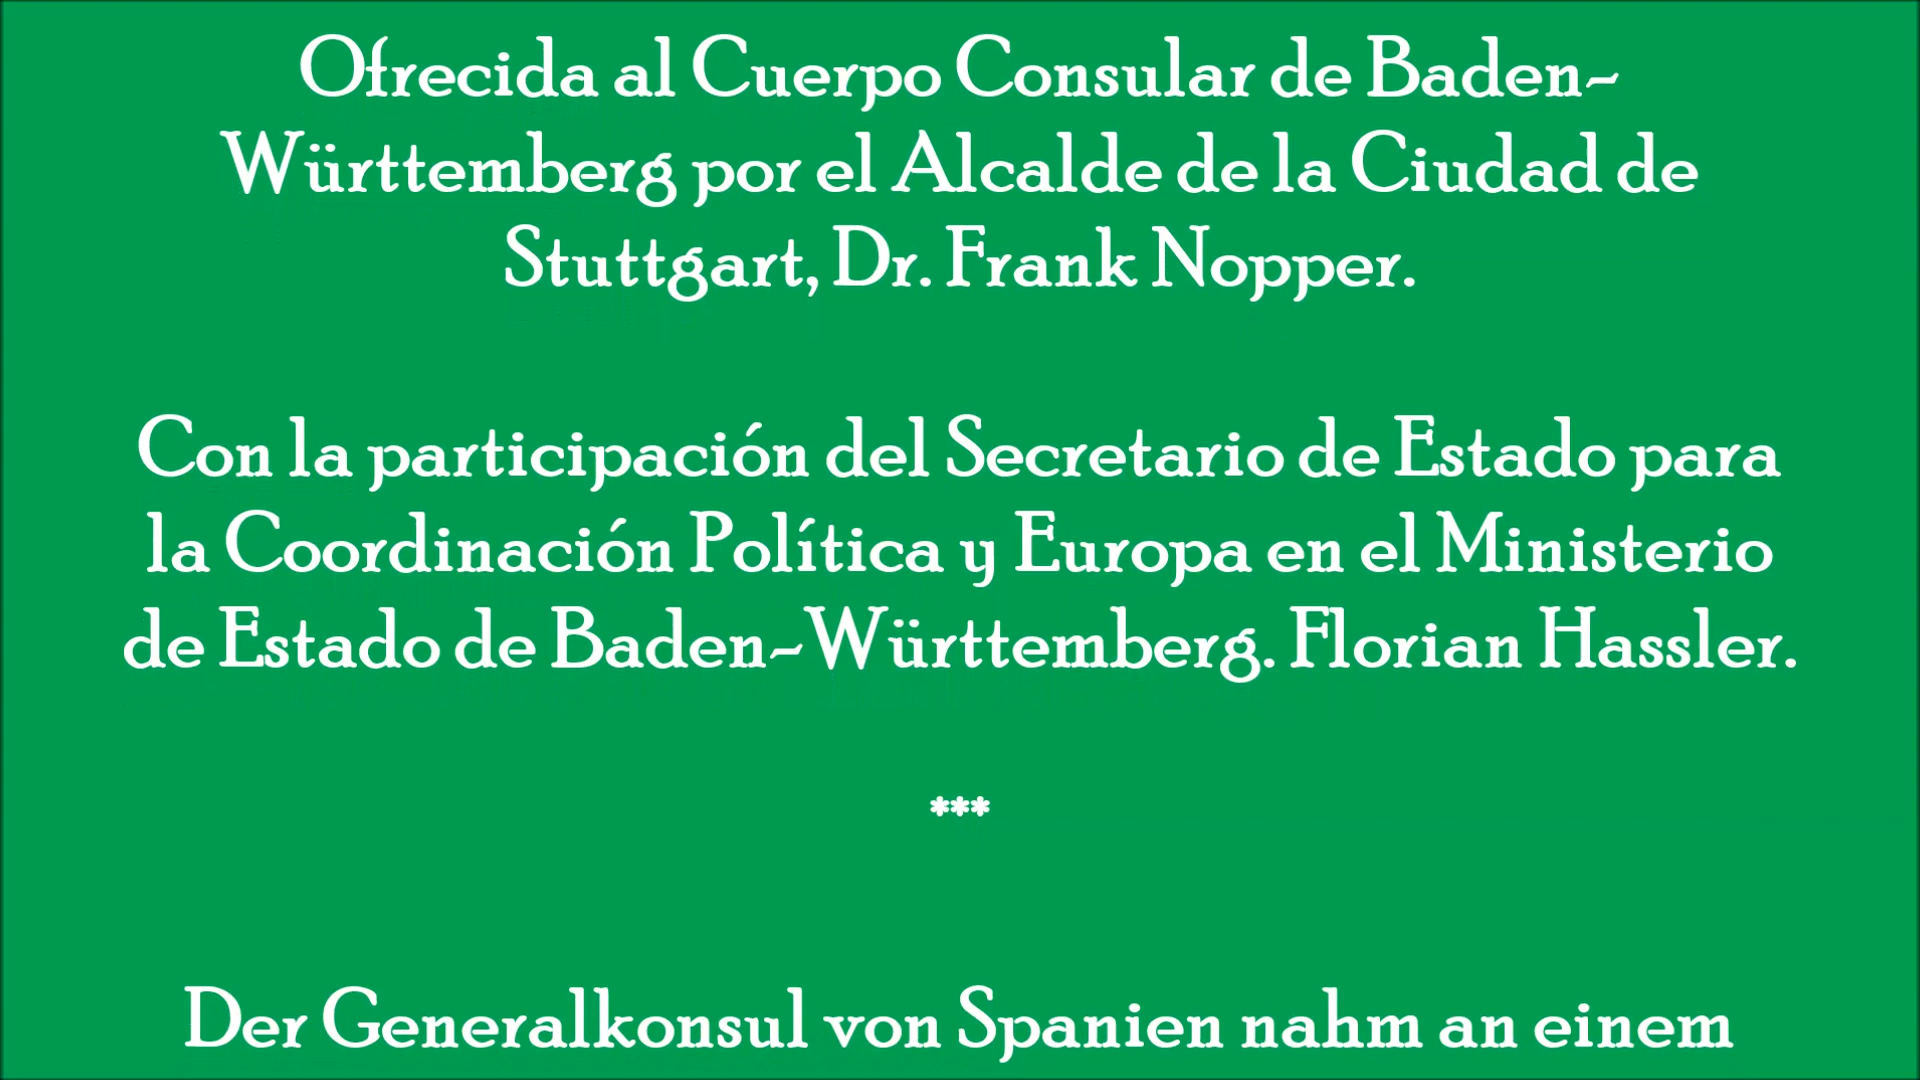 Ofrecida al Cuerpo Consular de Baden-
Württemberg por el Alcalde de la Ciudad de
Stuttgart, Dr. Frank Nopper.
Con la participación del Secretario de Estado para
la Coordinación Política y Europa en el Ministerio
de Estado de Baden-Württemberg. Florian Hassler.
***
Der Generalkonsul von Spanien nahm an einem